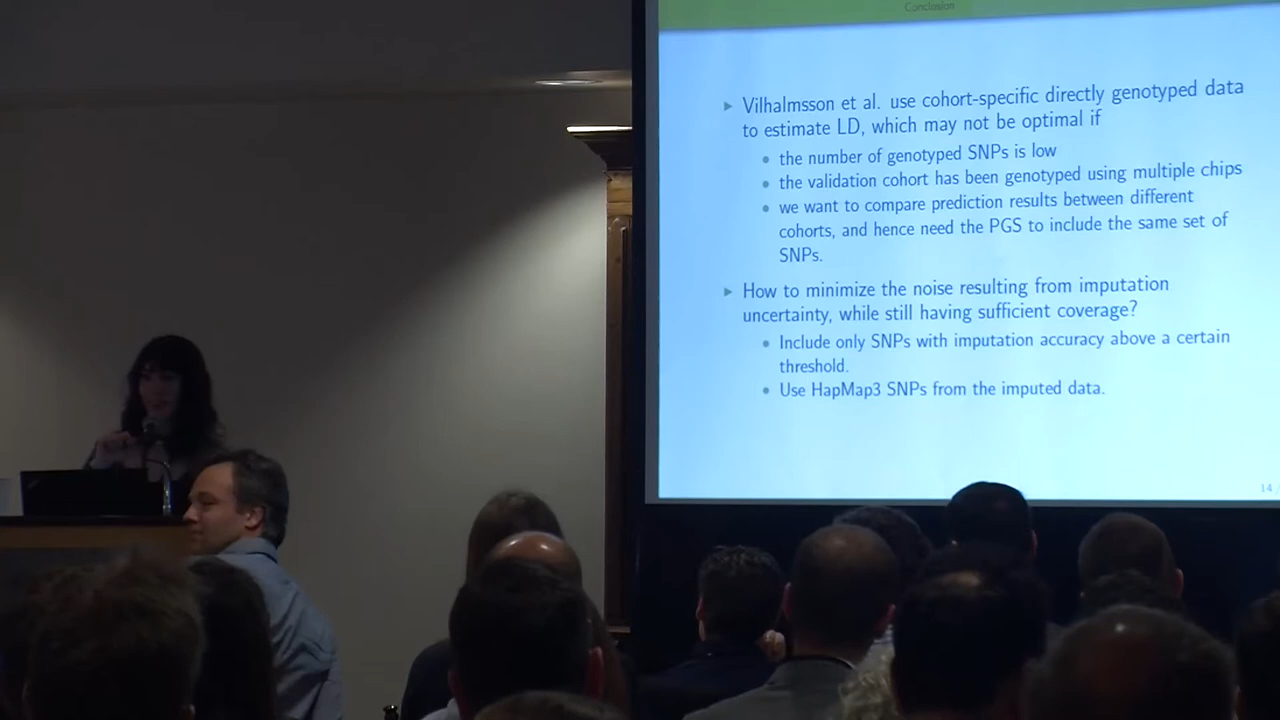 Conclusion
▶ Vilhalmsson et al. use cohort-specific directly genotyped data
to estimate LD, which may not be optimal if
• the number of genotyped SNPs is low
• the validation cohort has been genotyped using multiple chips
• we want to compare prediction results between different
cohorts, and hence need the PGS to include the same set of
SNPs.
▶ How to minimize the noise resulting from imputation
uncertainty, while still having sufficient coverage?
• Include only SNPs with imputation accuracy above a certain
threshold.
• Use HapMap3 SNPs from the imputed data.
14 /